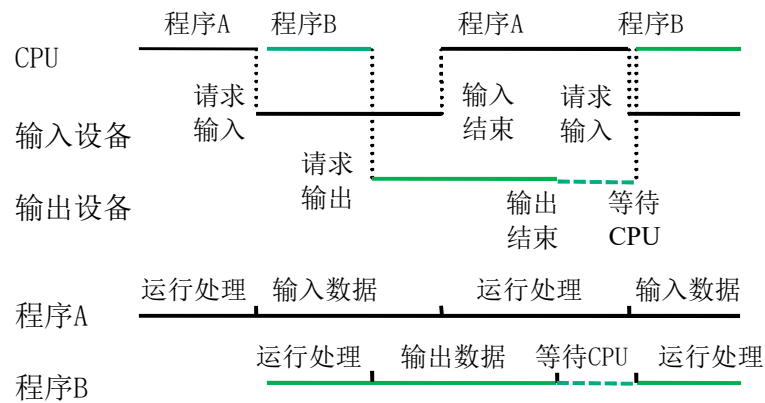 程序A 程序B 程序A 程序B
CPU
请求 输入 请求
输入 结束 输入
输入设备
请求
输出
输出设备
输出 等待
结束 CPU
运行处理 输入数据 运行处理 输入数据
程序A
运行处理 输出数据 等待CPU 运行处理
程序B